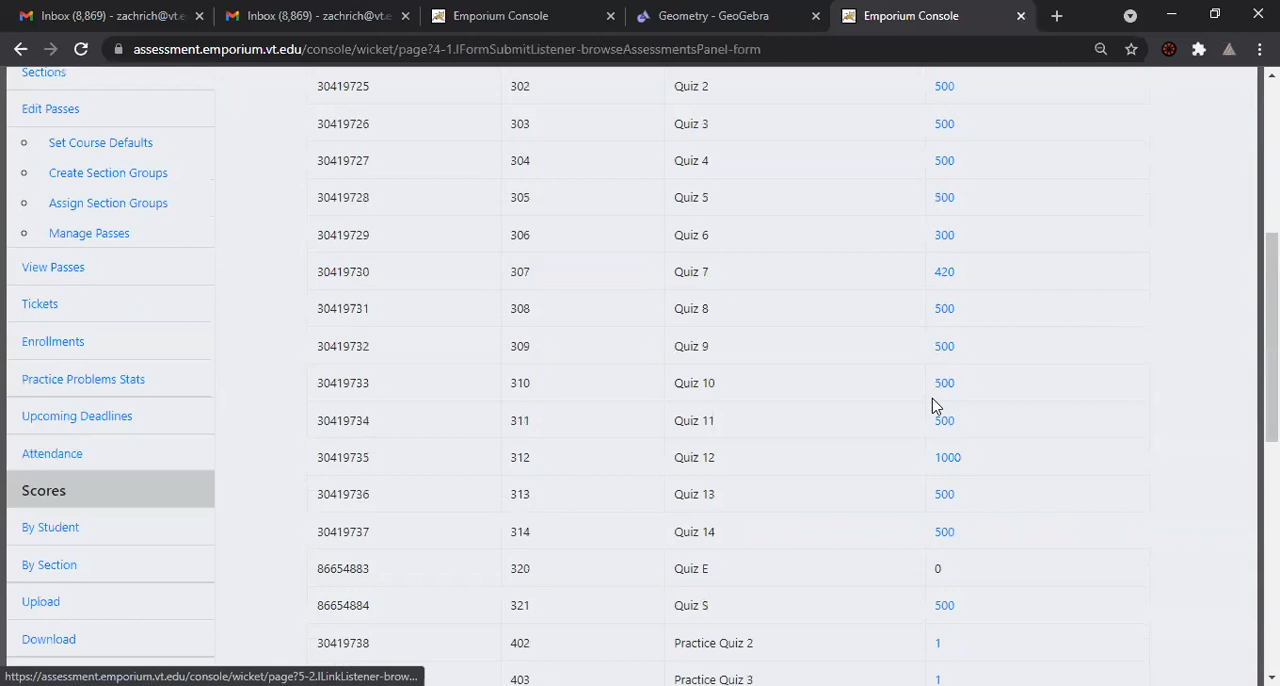 Inbox (8,869) - zachrich@vt.e
Inbox (8,869) - zachrich@vt.e
Emporium Console
Geometry - GeoGebra
Emporium Console
assessment.emporium.vt.edu/console/wicket/page?4-1.IFormSubmitListener-browseAssessmentsPanel-form
Sections
Edit Passes
Set Course Defaults
Create Section Groups
Assign Section Groups
Manage Passes
View Passes
Tickets
Enrollments
Practice Problems Stats
Upcoming Deadlines
Attendance
Scores
By Student
By Section
Upload
Download
30419725 302 Quiz 2 500
30419726 303 Quiz 3 500
30419727 304 Quiz 4 500
30419728 305 Quiz 5 500
30419729 306 Quiz 6 300
30419730 307 Quiz 7 420
30419731 308 Quiz 8 500
30419732 309 Quiz 9 500
30419733 310 Quiz 10 500
30419734 311 Quiz 11 500
30419735 312 Quiz 12 1000
30419736 313 Quiz 13 500
30419737 314 Quiz 14 500
86654883 320 Quiz E 0
86654884 321 Quiz S 500
30419738 402 Practice Quiz 2 1
403 Practice Quiz 3 1
https://assessment.emporium.vt.edu/console/wicket/page?5-2.ILinkListener-brow...